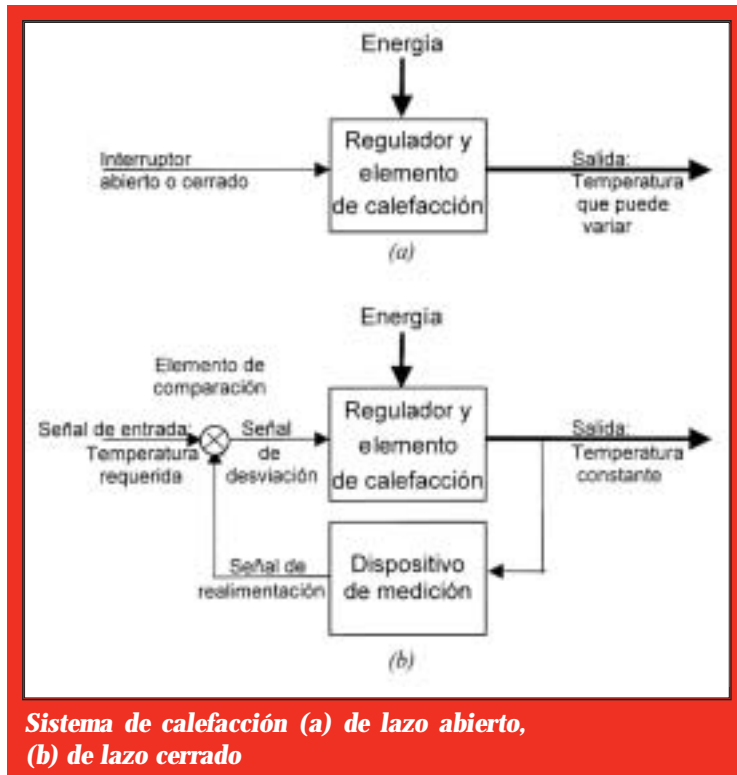 Energía
Interruptor
abierto o cerrado
Regulador y
elemento
de calefacción
Salida:
Temperatura
que puede
variar
(a)
Energía
Elemento de
comparación
Señal de entrada:
Temperatura
requerida
Señal
de
desviación
Regulador y
elemento
de calefacción
Salida:
Temperatura
constante
Señal de
realimentación
Dispositivo
de medición
(b)
Sistema de calefacción (a) de lazo abierto,
(b) de lazo cerrado